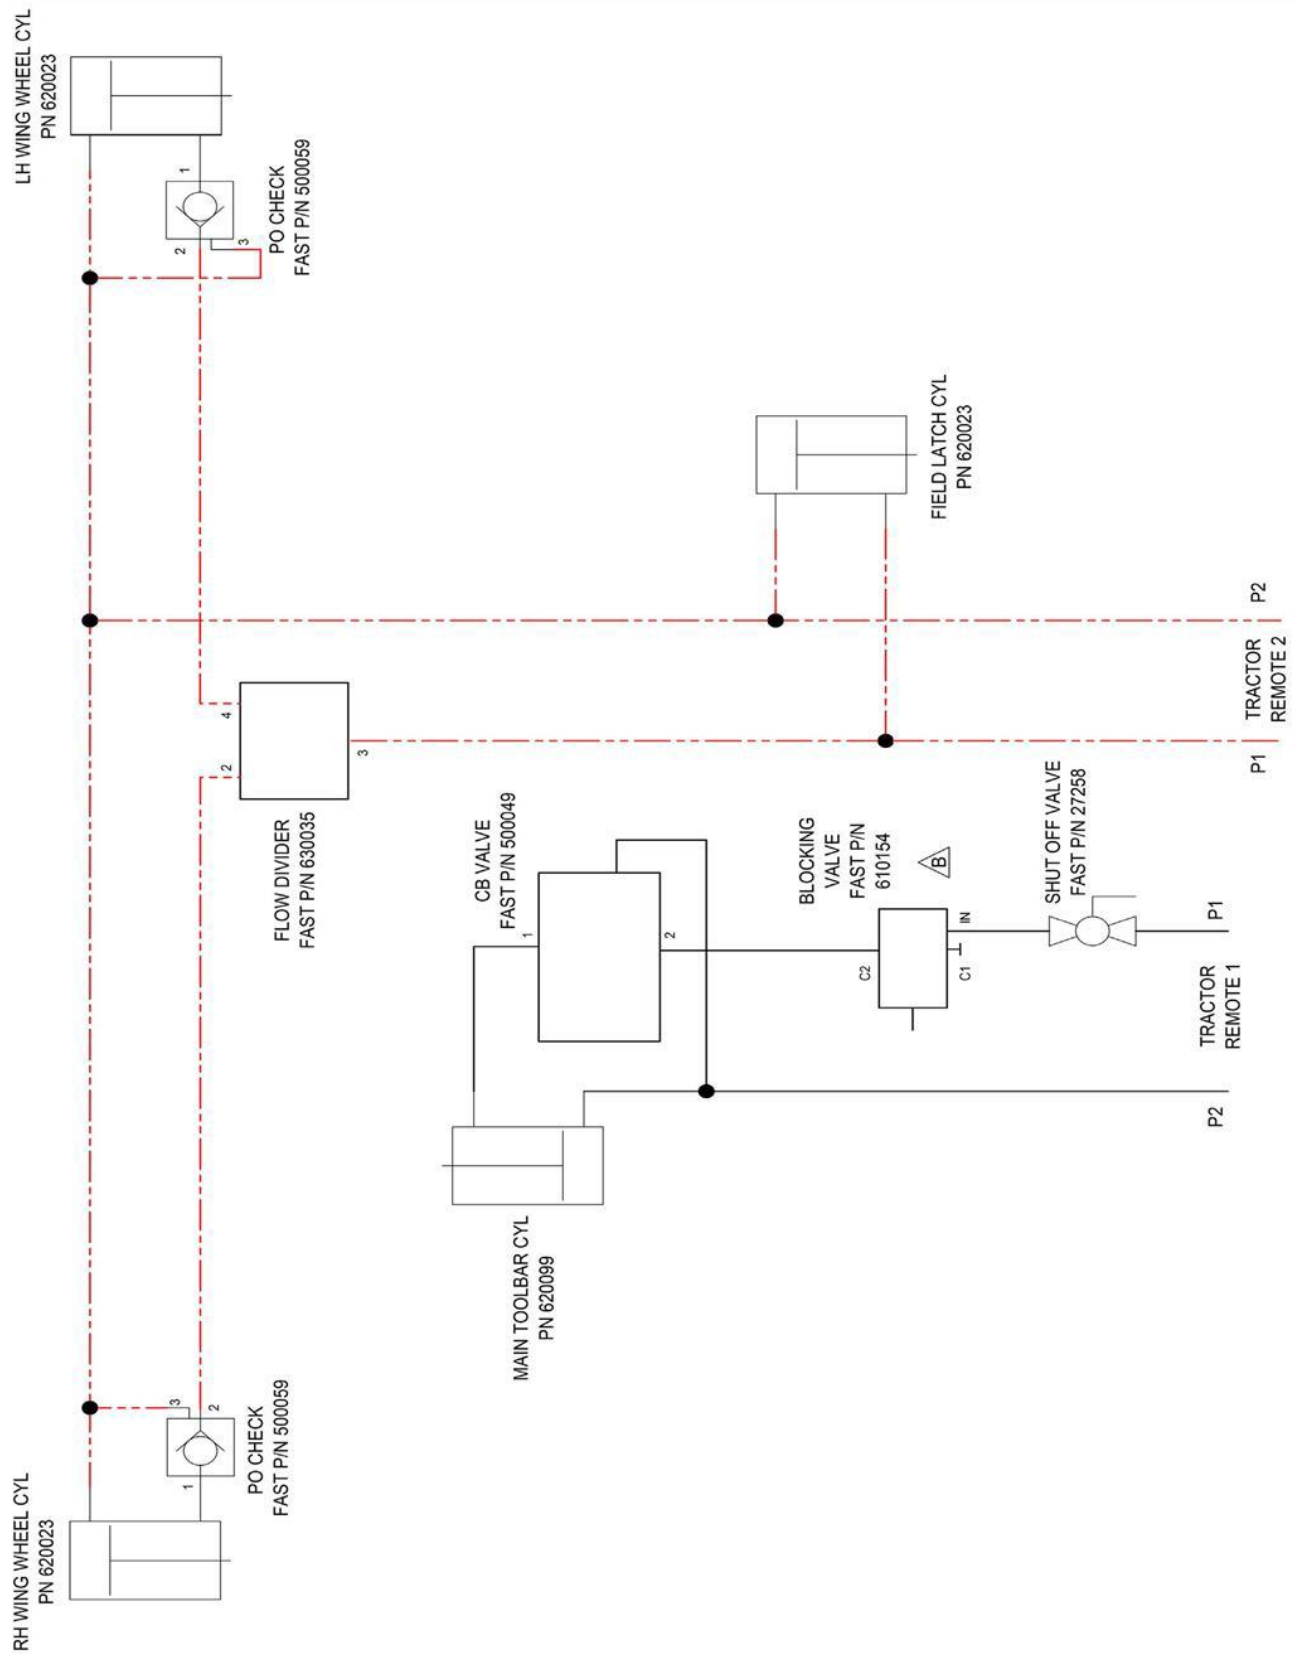 LH WING WHEEL CYL
PN 620023
1
2
3
PO CHECK
FAST P/N 500059
FIELD LATCH CYL
PN 620023
P2
TRACTOR
REMOTE 2
P1
4
2
3
FLOW DIVIDER
FAST P/N 630035
CB VALVE
FAST P/N 500049
1
2
BLOCKING
VALVE
FAST P/N
610154
B
C2
IN
C1
SHUT OFF VALVE
FAST P/N 27258
P1
TRACTOR
REMOTE 1
P2
MAIN TOOLBAR CYL
PN 620099
3
2
1
PO CHECK
FAST P/N 500059
RH WING WHEEL CYL
PN 620023